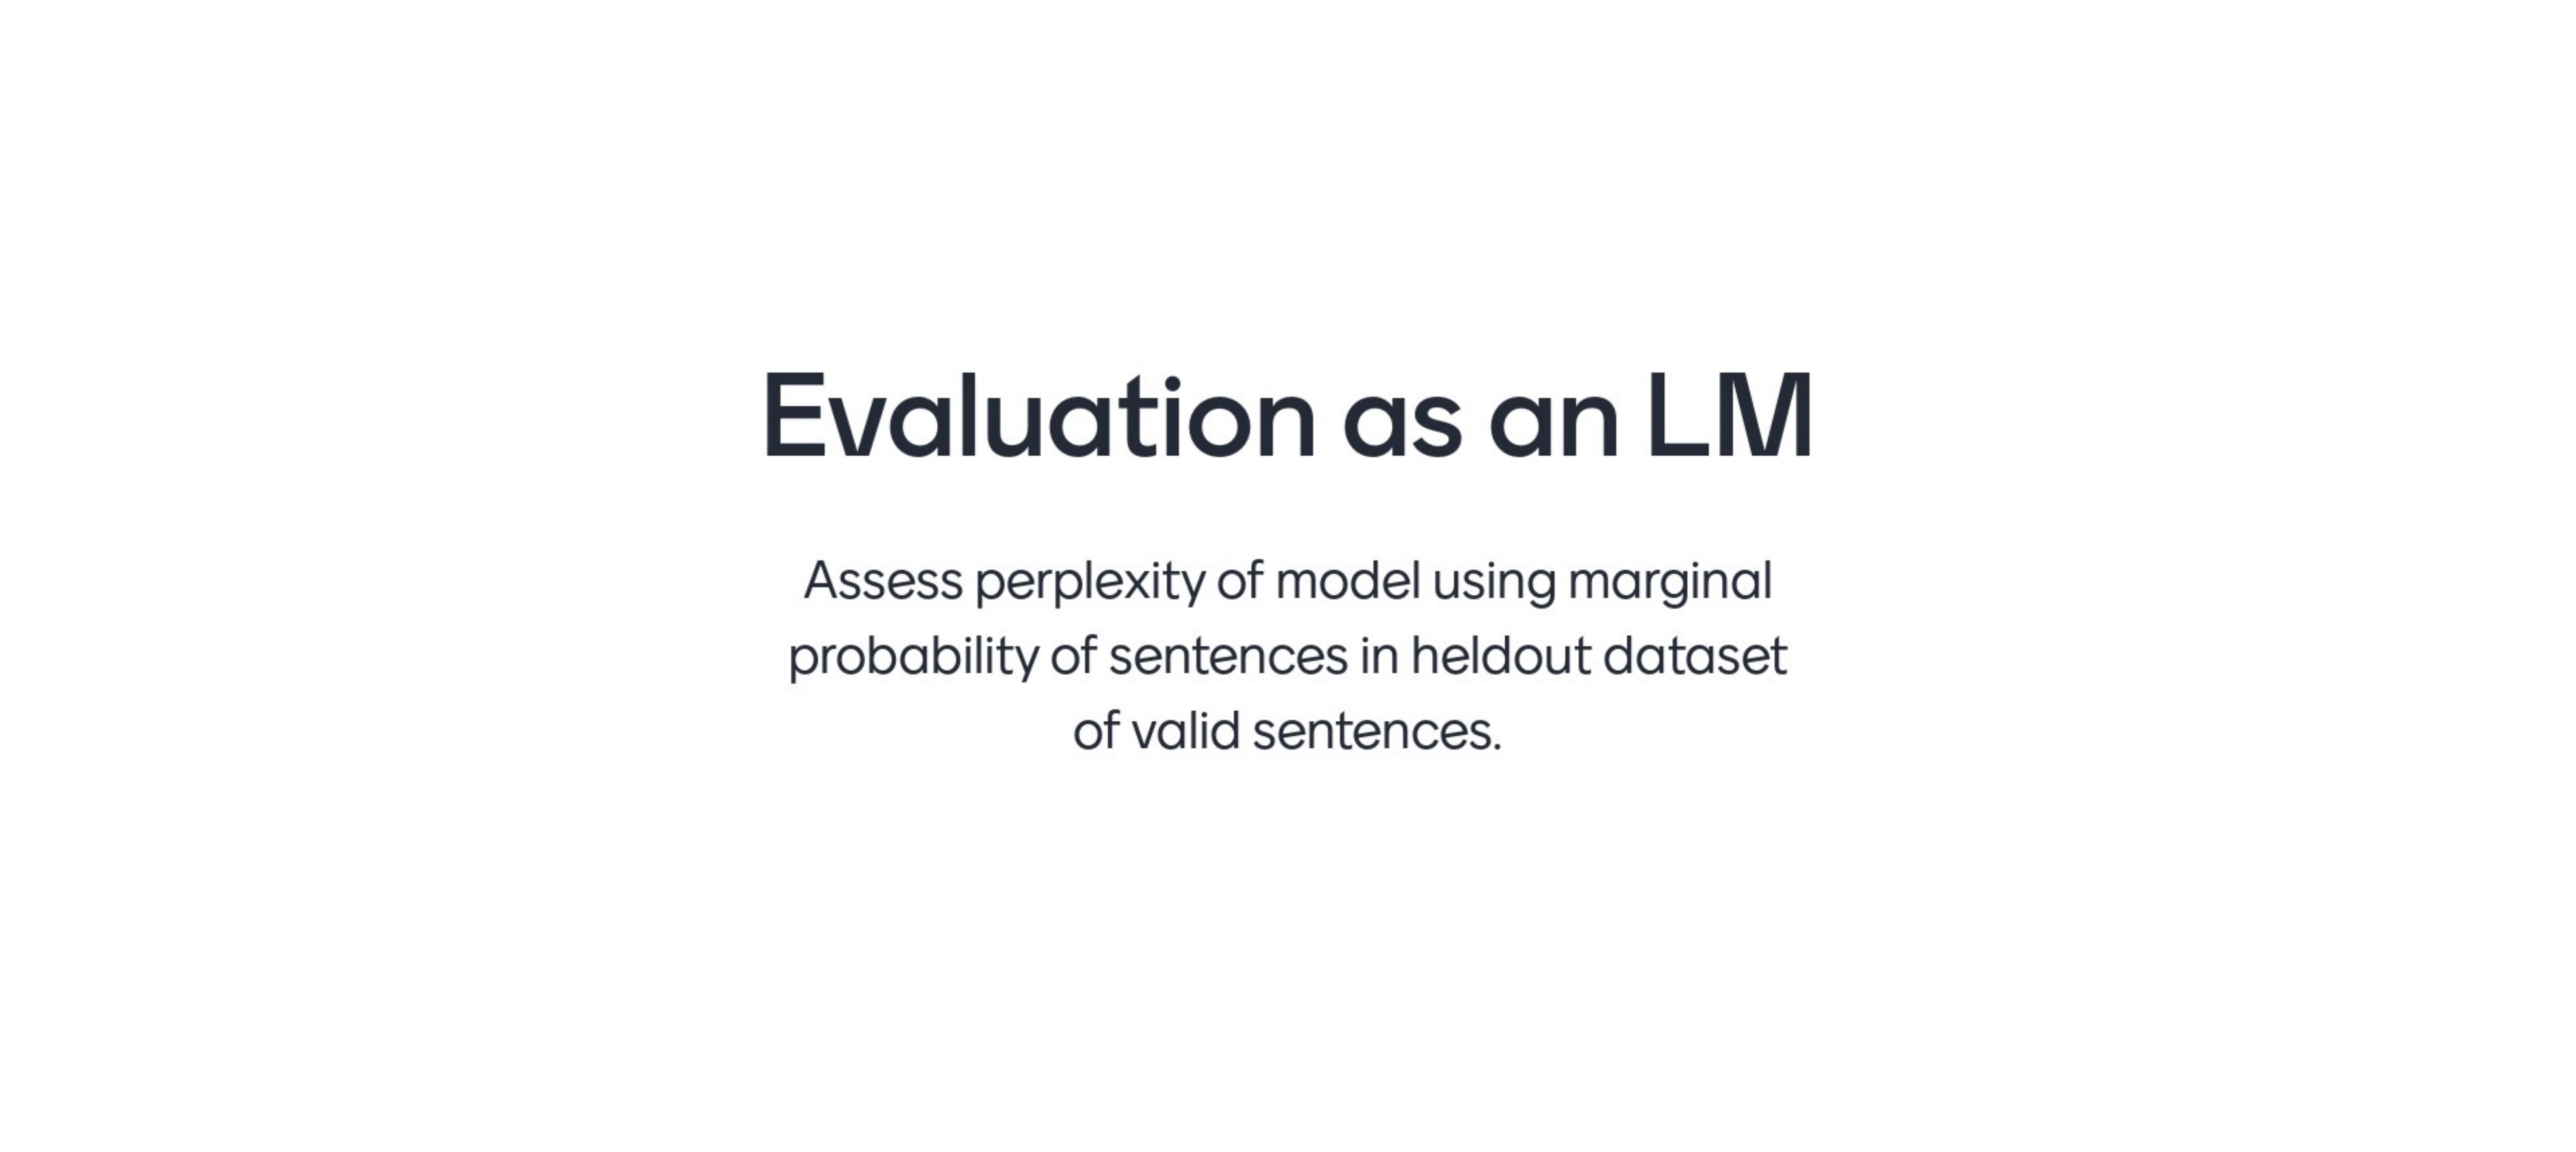 Evaluation as an LM
Assess perplexity of model using marginal
probability of sentences in heldout dataset
of valid sentences.